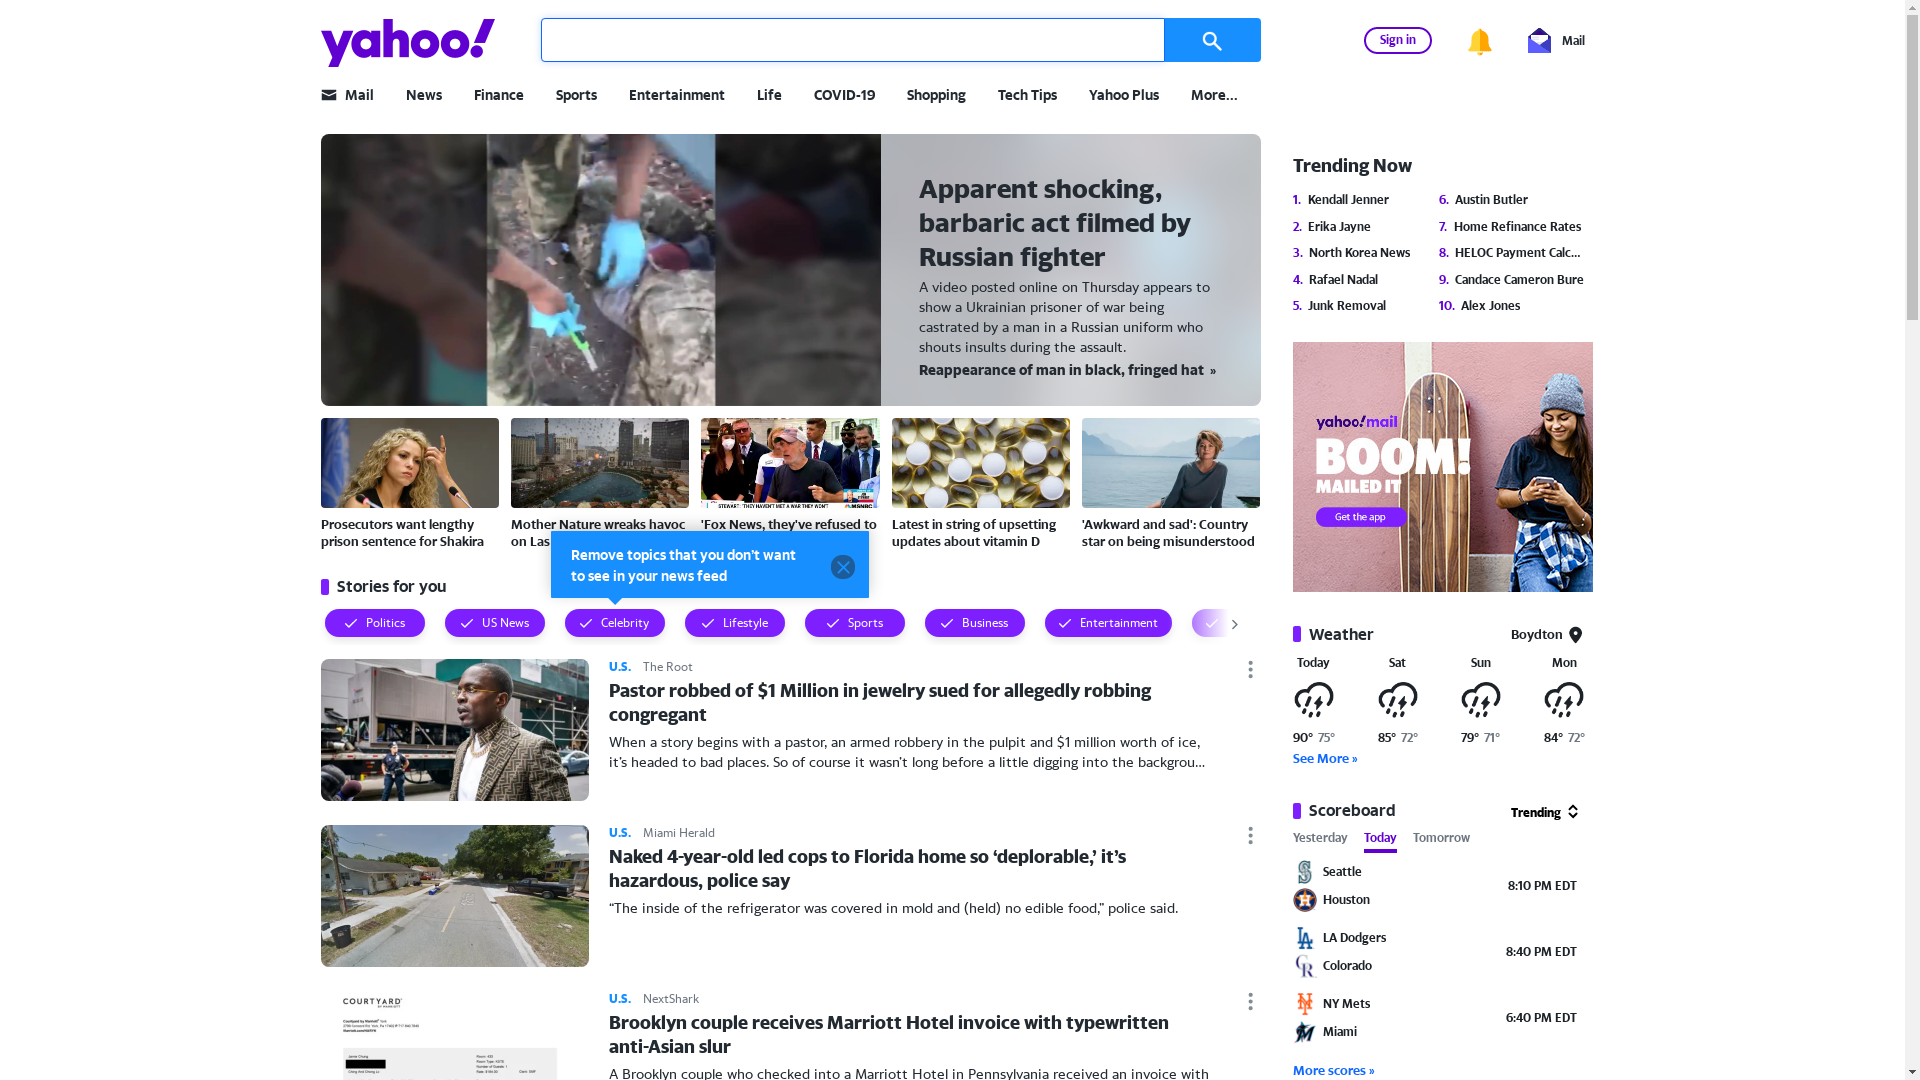 yahoo!
Sign in
Mail
Mail
News
Finance
Sports
Entertainment
Life
COVID-19
Shopping
Tech Tips
Yahoo Plus
More...
Apparent shocking,
barbaric act filmed by
Russian fighter
A video posted online on Thursday appears to
show a Ukrainian prisoner of war being
castrated by a man in a Russian uniform who
shouts insults during the assault.
Reappearance of man in black, fringed hat »
Prosecutors want lengthy
prison sentence for Shakira
Mother Nature wreaks havoc
on Las
'Fox News, they've refused to
Latest in string of upsetting
updates about vitamin D
'Awkward and sad': Country
star on being misunderstood
Remove topics that you don't want
to see in your news feed
Stories for you
Politics
US News
Celebrity
Lifestyle
Sports
Business
Entertainment
U.S. The Root
Pastor robbed of $1 Million in jewelry sued for allegedly robbing
congregant
When a story begins with a pastor, an armed robbery in the pulpit and $1 million worth of ice,
it's headed to bad places. So of course it wasn't long before a little digging into the backgrou...
U.S. Miami Herald
Naked 4-year-old led cops to Florida home so ‘deplorable,’ it’s
hazardous, police say
“The inside of the refrigerator was covered in mold and (held) no edible food,” police said.
COURTYARD
U.S. NextShark
Brooklyn couple receives Marriott Hotel invoice with typewritten
anti-Asian slur
A Brooklyn couple who checked into a Marriott Hotel in Pennsylvania received an invoice with
Trending Now
1. Kendall Jenner
2. Erika Jayne
3. North Korea News
4. Rafael Nadal
5. Junk Removal
6. Austin Butler
7. Home Refinance Rates
8. HELOC Payment Calc...
9. Candace Cameron Bure
10. Alex Jones
yahoo!mail
BOOM!
MAILED IT
Get the app
Weather
Boydton
Today
Sat
Sun
Mon
90° 75°
85° 72°
79° 71°
84° 72°
See More »
Scoreboard
Trending
Yesterday
Today
Tomorrow
Seattle
Houston
8:10 PM EDT
LA Dodgers
Colorado
8:40 PM EDT
NY Mets
Miami
6:40 PM EDT
More scores »